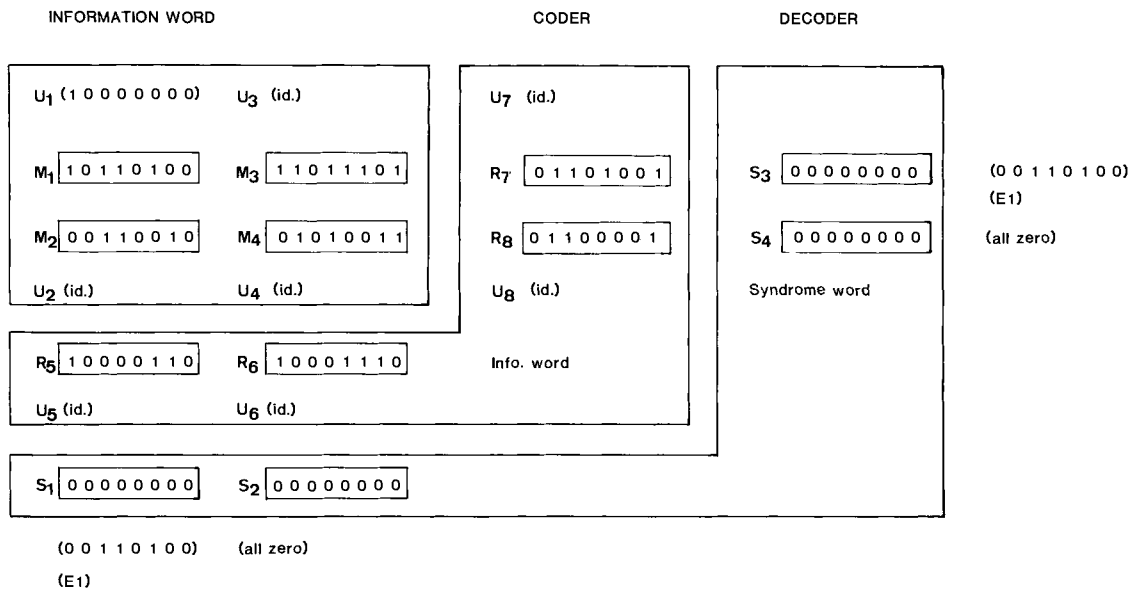 INFORMATION WORD CODER DECODER
U1 (1 0 0 0 0 0 0 0) U3 (id.) U7 (id.)
M1 1 0 1 1 0 1 0 0 M3 1 1 0 1 1 1 0 1 R7 0 1 1 0 1 0 0 1 S3 0 0 0 0 0 0 0 0 (0 0 1 1 0 1 0 0)
(E1)
M2 0 0 1 1 0 0 1 0 M4 0 1 0 1 0 0 1 1 R8 0 1 1 0 0 0 0 1 S4 0 0 0 0 0 0 0 0 (all zero)
U2 (id.) U4 (id.) U8 (id.) Syndrome word
R5 1 0 0 0 0 1 1 0 R6 1 0 0 0 1 1 1 0 Info. word
U5 (id.) U6 (id.)
S1 0 0 0 0 0 0 0 0 S2 0 0 0 0 0 0 0 0
(0 0 1 1 0 1 0 0) (all zero)
(E1)